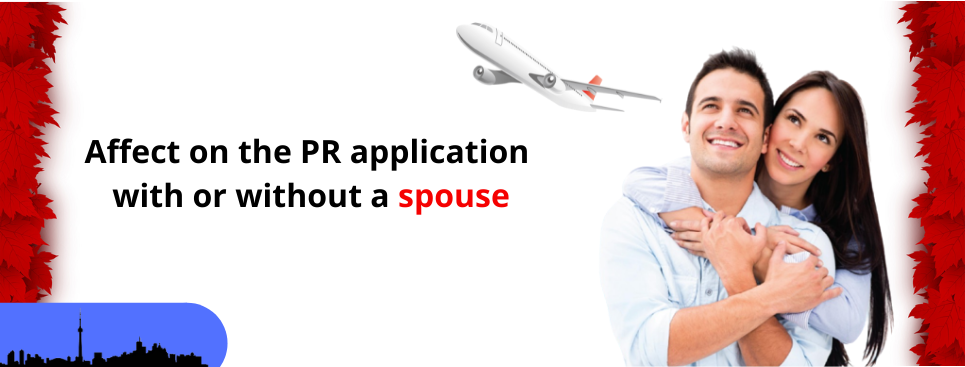 Affect on the PR application
with or without a spouse